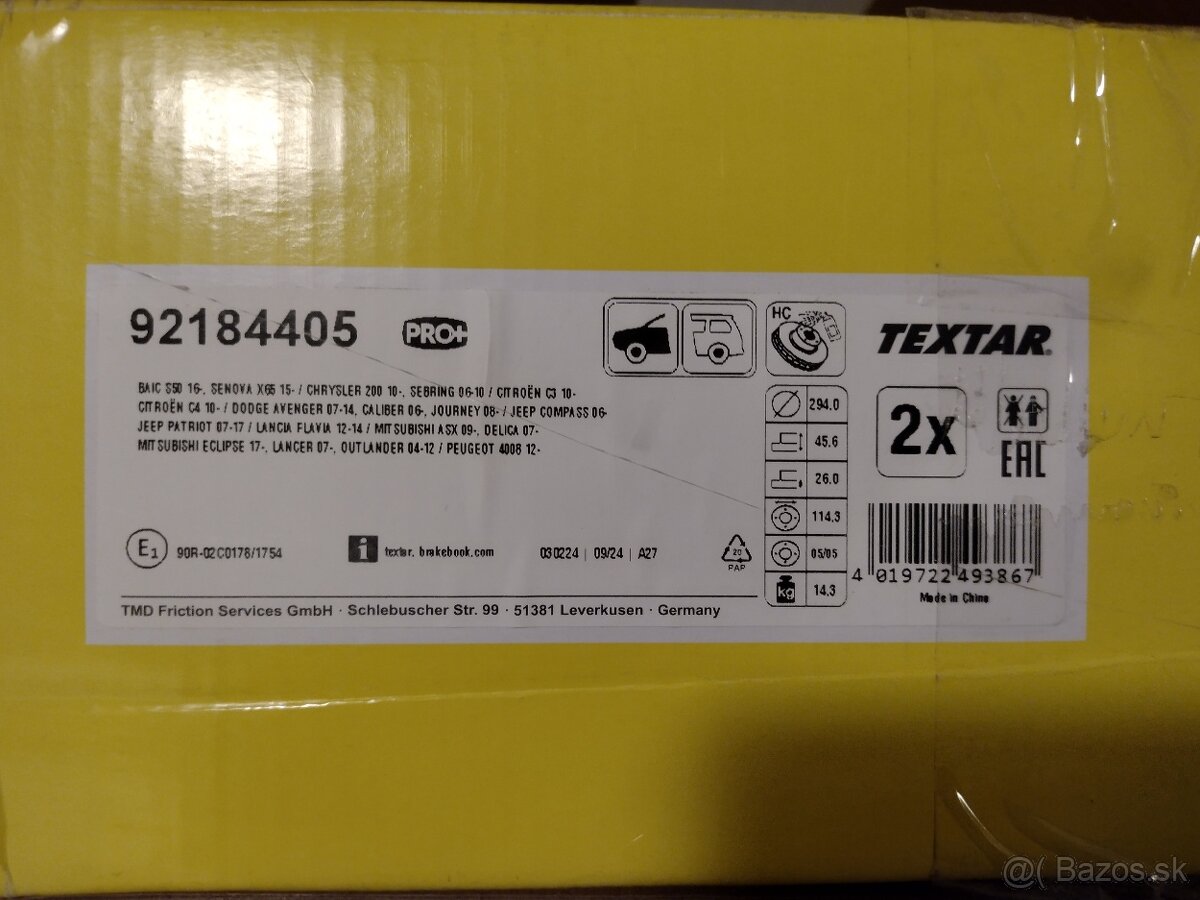 92184405 PRO+
HC
TEXTAR®
BAIC S50 16-, SENOVA X65 15- / CHRYSLER 200 10-, SEBRING 06-10 / CITROËN C3 10-
CITROËN C4 10- / DODGE AVENGER 07-14, CALIBER 06-, JOURNEY 08- / JEEP COMPASS 06-
JEEP PATRIOT 07-17 / LANCIA FLAVIA 12-14 / MITSUBISHI ASX 09-, DELICA 07-
MITSUBISHI ECLIPSE 17-, LANCER 07-, OUTLANDER 04-12 / PEUGEOT 4008 12-
294.0
45.6
26.0
114.3
05/05
kg 14.3
2x
EAC
E1 90R-02C0178/1754
i textar.brakebook.com
030224 | 09/24 | A27
20
PAP
4 019722 493867
Made in China
TMD Friction Services GmbH · Schlebuscher Str. 99 · 51381 Leverkusen · Germany
@( Bazos.sk